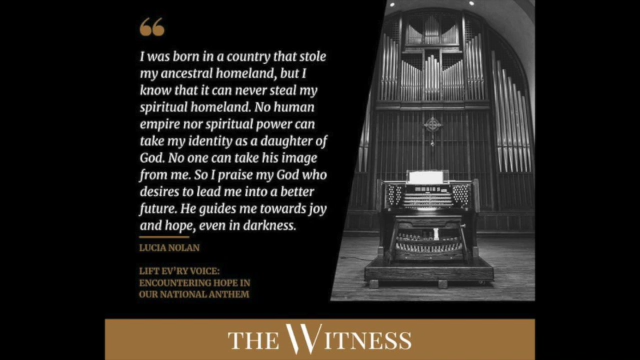 I was born in a country that stole
my ancestral homeland, but I
know that it can never steal my
spiritual homeland. No human
empire nor spiritual power can
take my identity as a daughter of
God. No one can take his image
from me. So I praise my God who
desires to lead me into a better
future. He guides me towards joy
and hope, even in darkness.
LUCIA NOLAN
LIFT EV'RY VOICE:
ENCOUNTERING HOPE IN
OUR NATIONAL ANTHEM
THE WITNESS